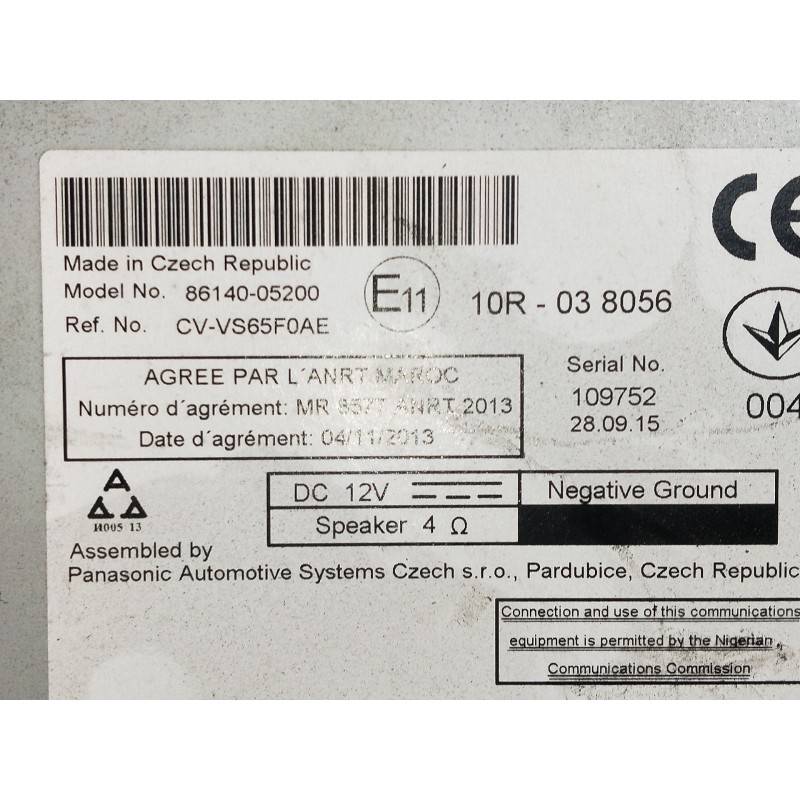 CE
Made in Czech Republic
Model No. 86140-05200
Ref. No. CV-VS65F0AE
E11
10R - 03 8056
AGREE PAR L´ANRT MAROC
Numéro d´agrément: MR 8577 ANRT 2013
Date d´agrément: 04/11/2013
Serial No.
109752
28.09.15
004
DC 12V
Negative Ground
Speaker 4 Ω
И005 13
Assembled by
Panasonic Automotive Systems Czech s.r.o., Pardubice, Czech Republic
Connection and use of this communications
equipment is permitted by the Nigerian
Communications Commission